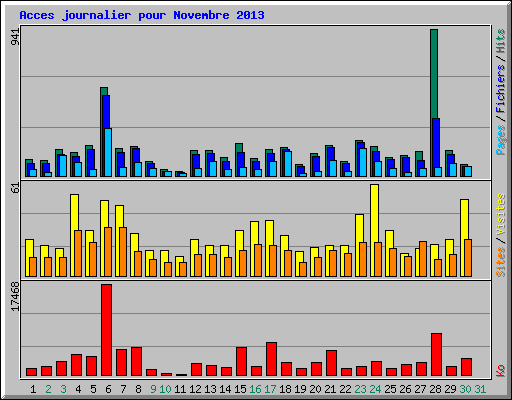 Acces journalier pour Novembre 2013
941
61
17468
Pages / Fichiers / Hits
Sites / Visites
Ko
1 2 3 4 5 6 7 8 9 10 11 12 13 14 15 16 17 18 19 20 21 22 23 24 25 26 27 28 29 30 31